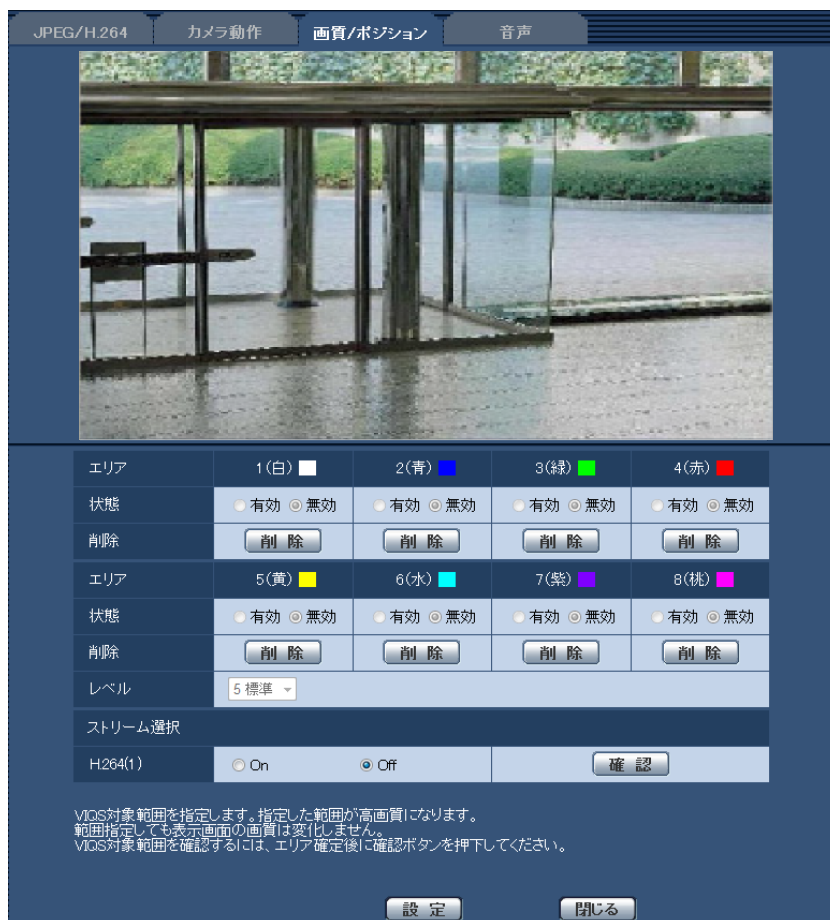 JPEG/H.264 カメラ動作 画質/ポジション 音声
エリア 1(白) 2(青) 3(緑) 4(赤)
状態 有効 無効 有効 無効 有効 無効 有効 無効
削除 削除 削除 削除 削除
エリア 5(黄) 6(水) 7(紫) 8(桃)
状態 有効 無効 有効 無効 有効 無効 有効 無効
削除 削除 削除 削除 削除
レベル 5 標準
ストリーム選択
H.264(1) On Off 確認
VIQS対象範囲を指定します。指定した範囲が高画質になります。
範囲指定しても表示画面の画質は変化しません。
VIQS対象範囲を確認するには、エリア確定後に確認ボタンを押下してください。
設定 閉じる